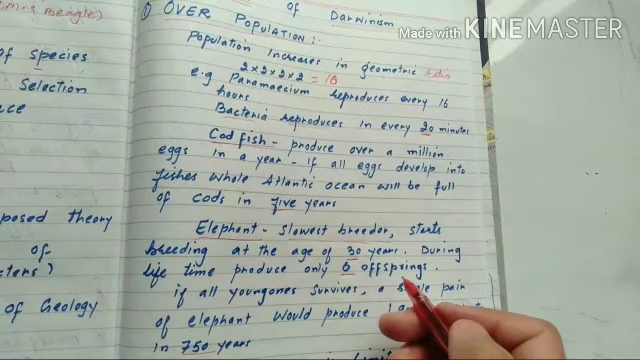 Made with KINEMASTER
.M.S Beagle)
of Species
Selection
posed theory
of
cters)
of Geology
of Darwinism
① OVER POPULATION :-
Population Increases in geometric ratio
2×2×2×2×2 = 16
e.g Paramaecium reproduces every 16
hours
Bacteria reproduces in every 20 minutes
Cod fish - produce over a million
eggs in a year - if all eggs develop into
fishes whole Atlantic ocean will be full
of cods in five years
Elephant - Slowest breeder, starts
breeding at the age of 30 years. During
life time produce only 6 offsprings.
if all youngones survives, a single pair
of elephant would produce
in 750 years